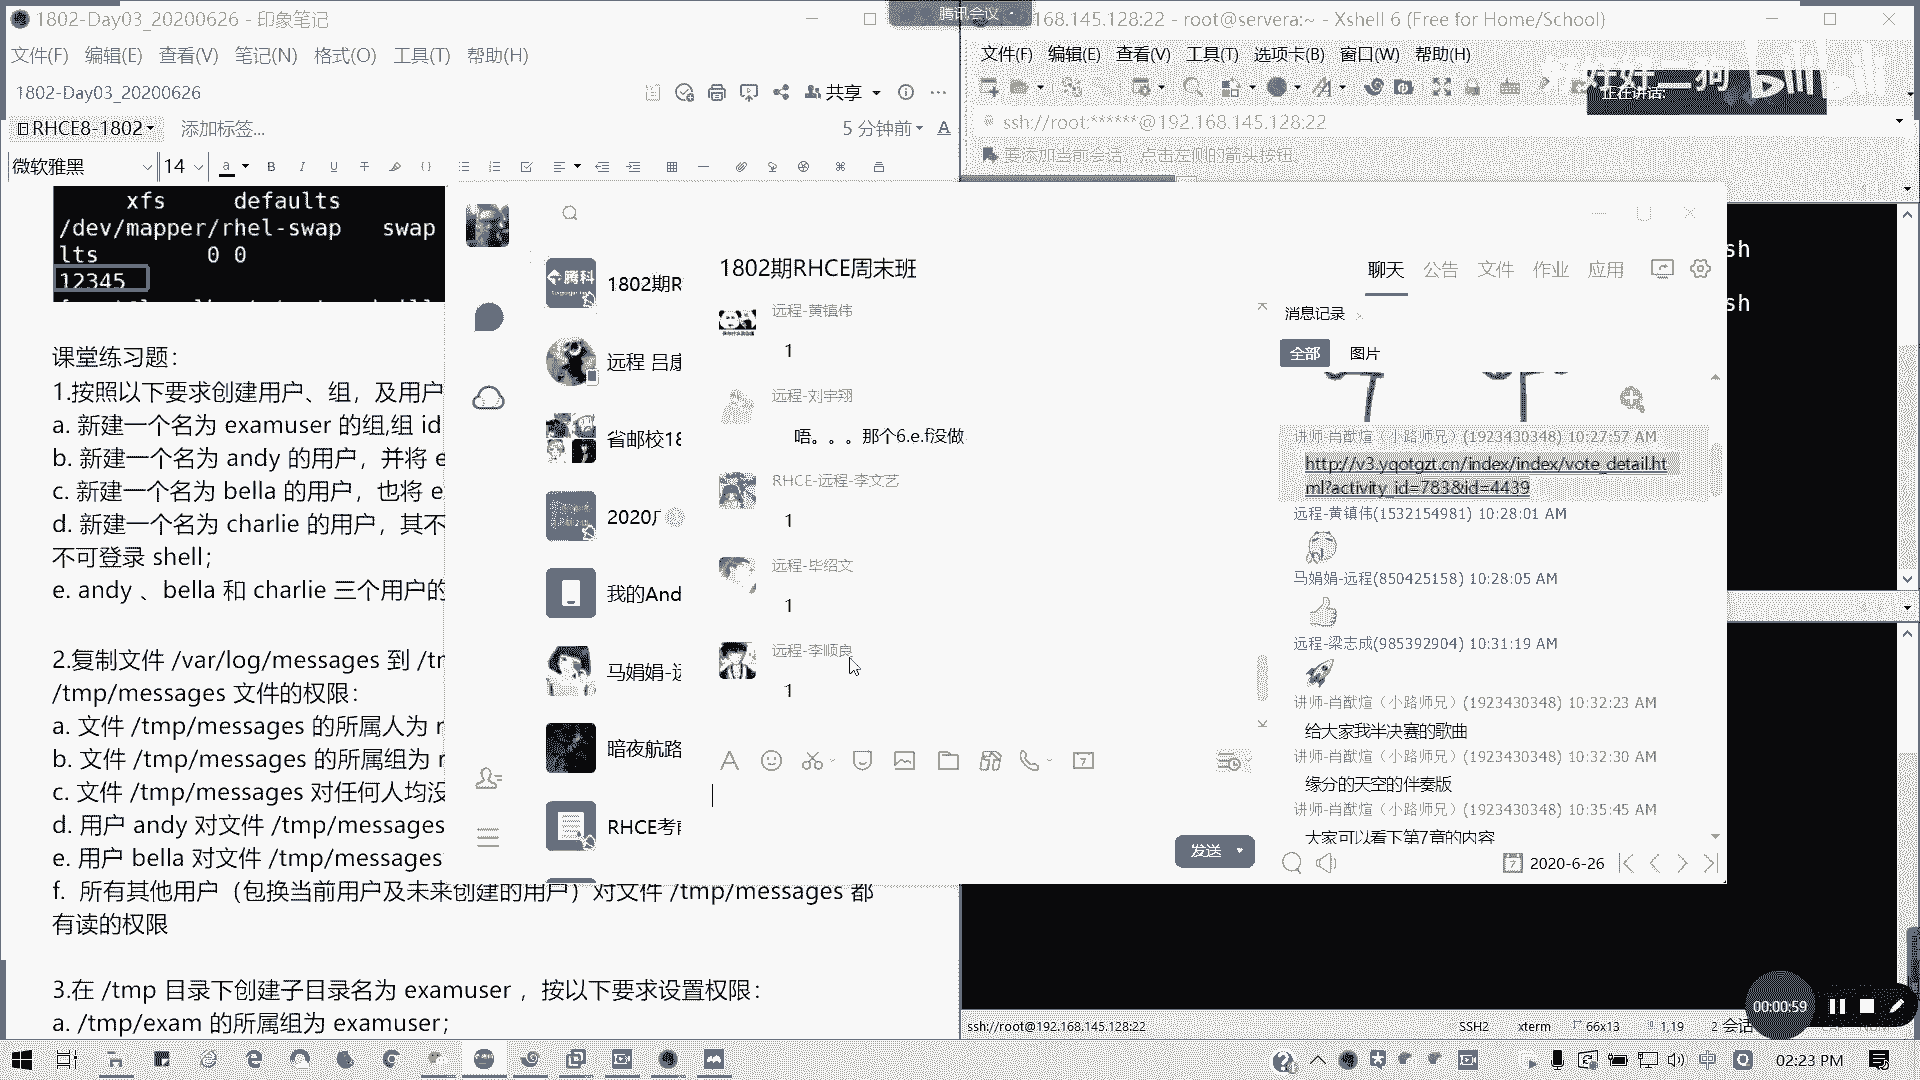 1802-Day03_20200626 - 印象笔记
文件(F) 编辑(E) 查看(V) 笔记(N) 格式(O) 工具(T) 帮助(H)
1802-Day03_20200626
共享
RHCE8-1802
添加标签...
5 分钟前
微软雅黑
14
xfs defaults
/dev/mapper/rhel-swap swap
lts 0 0
12345
课堂练习题：
1.按照以下要求创建用户、组，及用户
a. 新建一个名为 examuser 的组,组 id
b. 新建一个名为 andy 的用户，并将 e
c. 新建一个名为 bella 的用户，也将 e
d. 新建一个名为 charlie 的用户，其不
不可登录 shell；
e. andy 、bella 和 charlie 三个用户的
2.复制文件 /var/log/messages 到 /tm
/tmp/messages 文件的权限：
a. 文件 /tmp/messages 的所属人为 r
b. 文件 /tmp/messages 的所属组为 r
c. 文件 /tmp/messages 对任何人均没
d. 用户 andy 对文件 /tmp/messages
e. 用户 bella 对文件 /tmp/messages
f. 所有其他用户（包换当前用户及未来创建的用户）对文件 /tmp/messages 都
有读的权限
3.在 /tmp 目录下创建子目录名为 examuser ，按以下要求设置权限：
a. /tmp/exam 的所属组为 examuser；
腾讯会议
168.145.128:22 - root@servera:~ - Xshell 6 (Free for Home/School)
文件(F) 编辑(E) 查看(V) 工具(T) 选项卡(B) 窗口(W) 帮助(H)
正在讲话:
bilibili
ssh://root:******@192.168.145.128:22
要添加当前会话，点击左侧的箭头按钮。
sh
sh
1802期R
远程 吕
省邮校18
2020广
我的And
马娟娟-远
暗夜航路
RHCE考前
1802期RHCE周末班
聊天 公告 文件 作业 应用
远程-黄镇伟
1
远程-刘宇翔
唔。。。那个6.e.f没做
RHCE-远程-李文艺
1
远程-毕绍文
1
远程-李顺良
1
发送
消息记录
全部 图片
讲师-肖猷煊（小路师兄）(1923430348) 10:27:57 AM
http://v3.yqotgzt.cn/index/index/vote_detail.ht
ml?activity_id=783&id=4439
远程-黄镇伟(1532154981) 10:28:01 AM
马娟娟-远程(850425158) 10:28:05 AM
远程-梁志成(985392904) 10:31:19 AM
讲师-肖猷煊（小路师兄）(1923430348) 10:32:23 AM
给大家我半决赛的歌曲
讲师-肖猷煊（小路师兄）(1923430348) 10:32:30 AM
缘分的天空的伴奏版
讲师-肖猷煊（小路师兄）(1923430348) 10:35:45 AM
大家可以看下第7章的内容
2020-6-26
00:00:59
ssh://root@192.168.145.128:22
SSH2 xterm 66x13 1,19 2 会话
中
02:23 PM